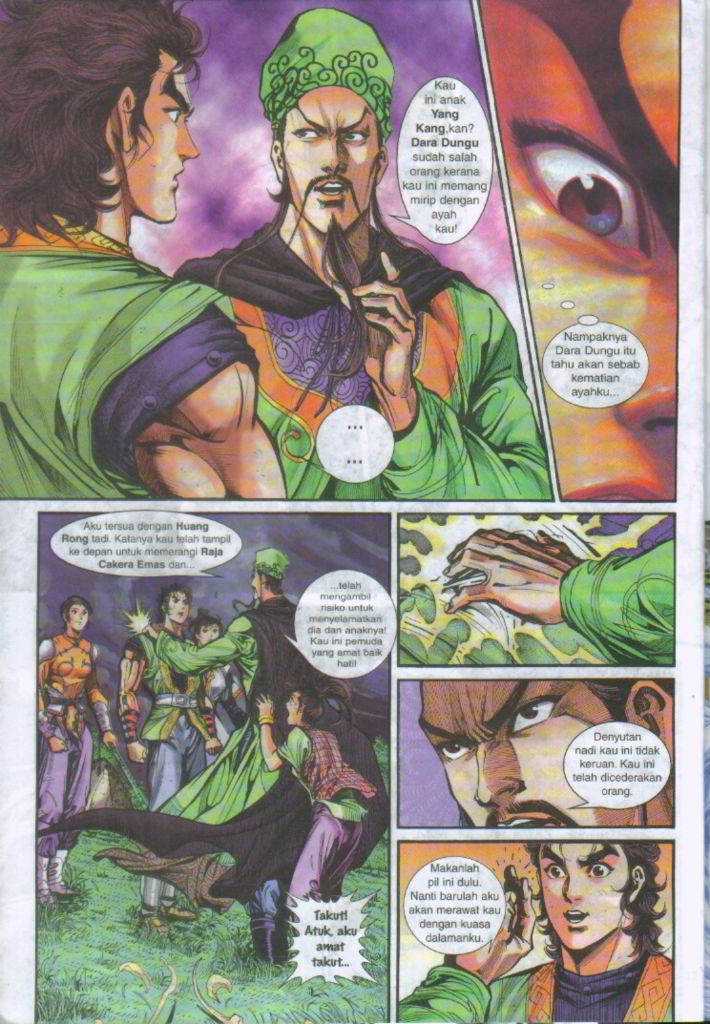 Kau
ini anak
Yang
Kang,kan?
Dara Dungu
sudah salah
orang kerana
kau ini memang
mirip dengan
ayah
kau!
Nampaknya
Dara Dungu itu
tahu akan sebab
kematian
ayahku...
...
...
Aku tersua dengan Huang
Rong tadi. Katanya kau telah tampil
ke depan untuk memerangi Raja
Cakera Emas dan...
...telah
mengambil
risiko untuk
menyelamatkan
dia dan anaknya!
Kau ini pemuda
yang amat baik
hati!
Takut!
Atuk, aku
amat
takut...
Denyutan
nadi kau ini tidak
keruan. Kau ini
telah dicederakan
orang.
Makanlah
pil ini dulu.
Nanti barulah aku
akan merawat kau
dengan kuasa
dalamanku.